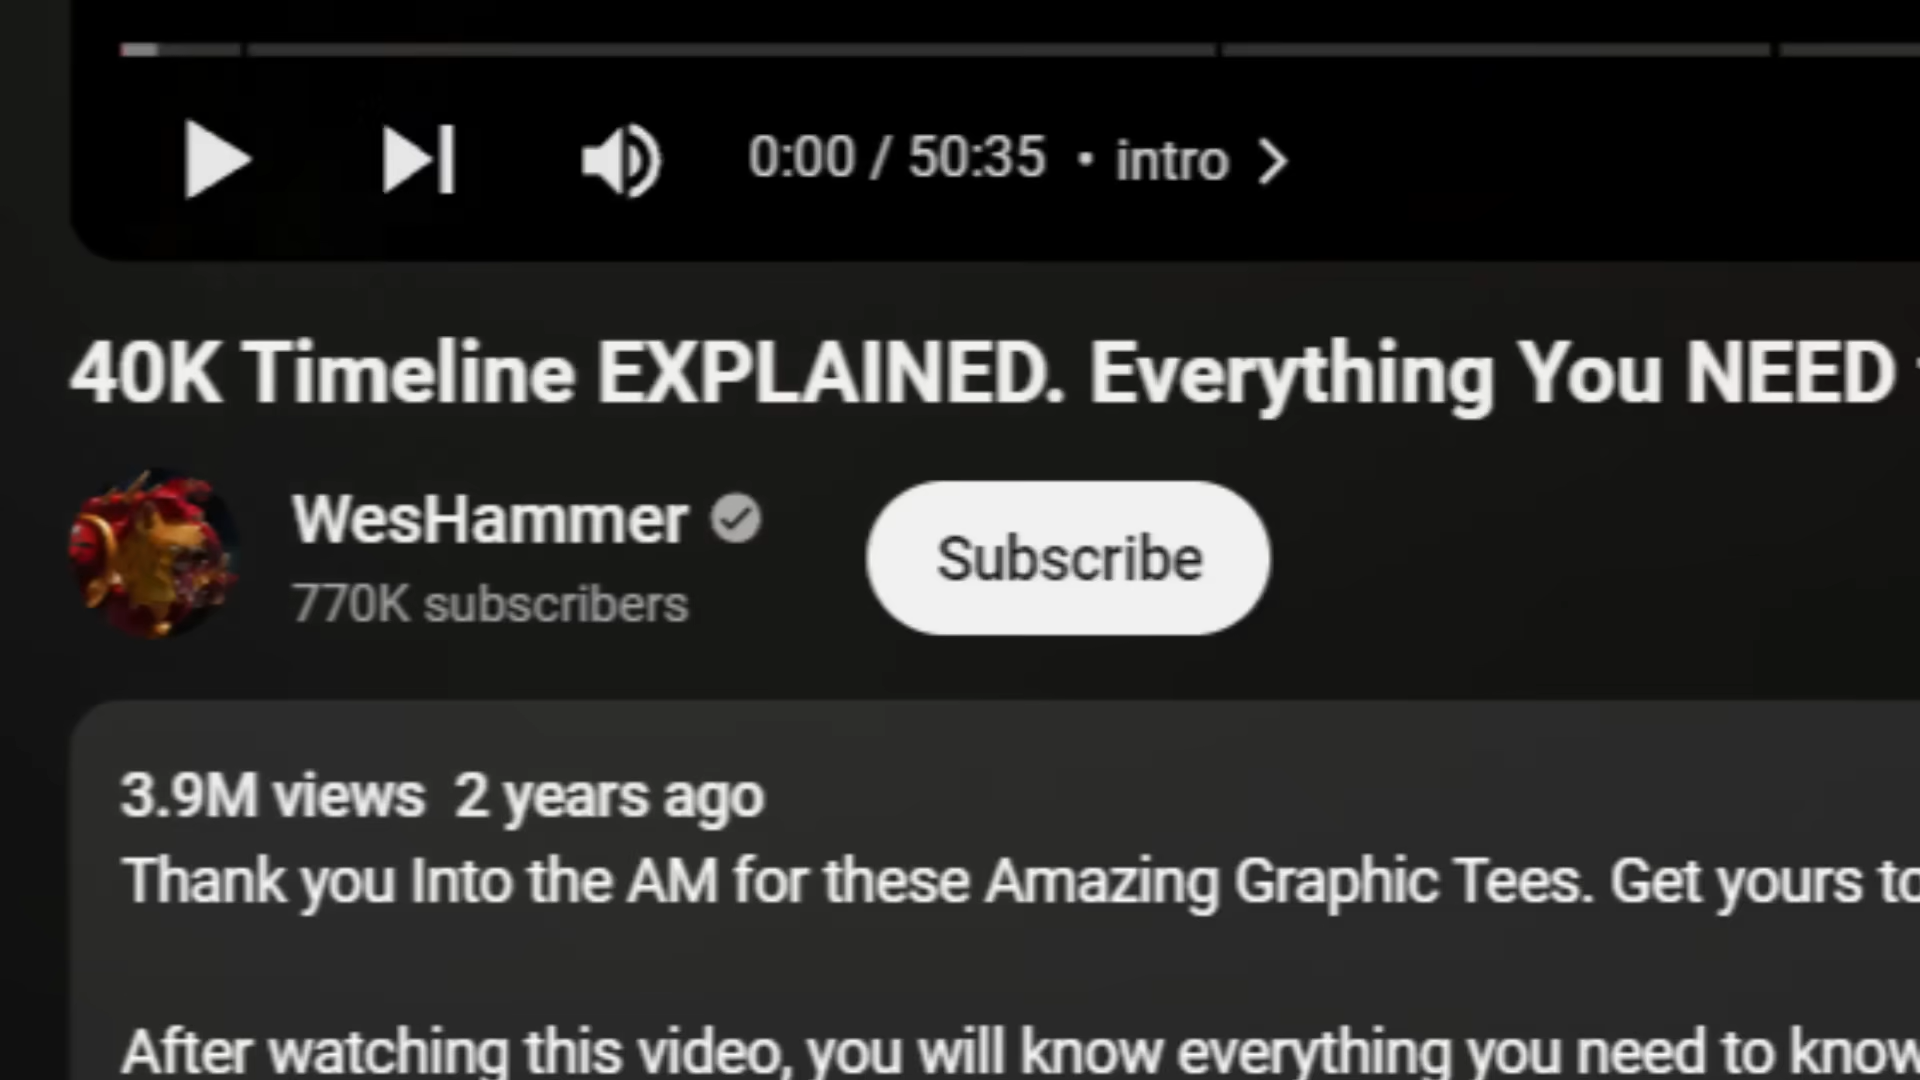 0:00 / 50:35 • intro
40K Timeline EXPLAINED. Everything You NEED
WesHammer
770K subscribers
Subscribe
3.9M views 2 years ago
Thank you Into the AM for these Amazing Graphic Tees. Get yours to
After watching this video, you will know everything you need to know